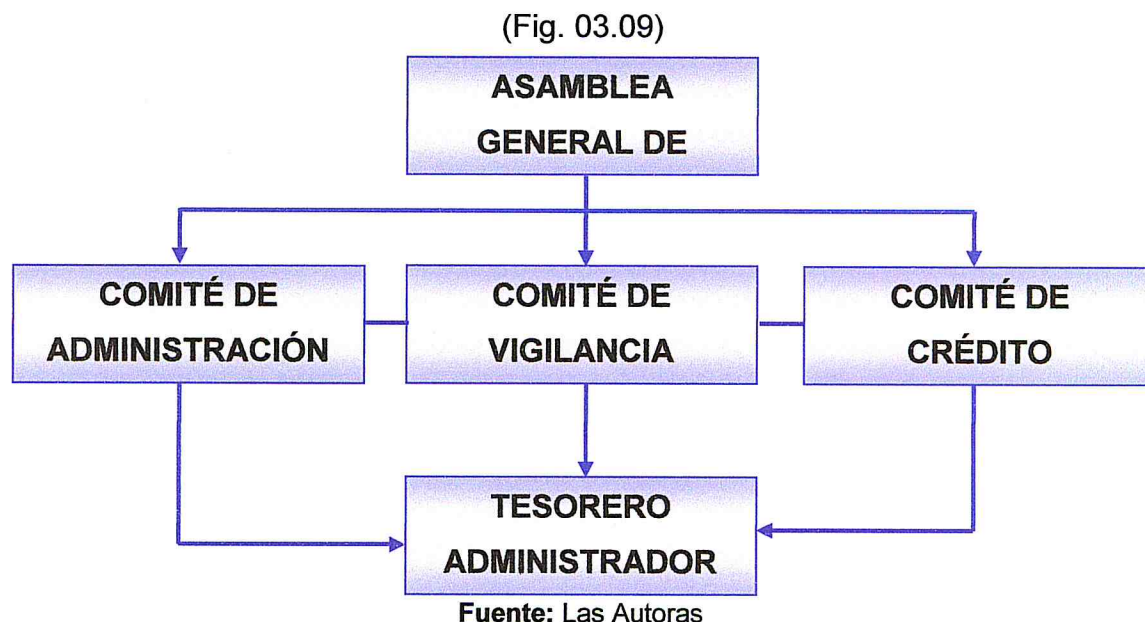 (Fig. 03.09)
ASAMBLEA
GENERAL DE
COMITÉ DE
ADMINISTRACIÓN
COMITÉ DE
VIGILANCIA
COMITÉ DE
CRÉDITO
TESORERO
ADMINISTRADOR
Fuente: Las Autoras